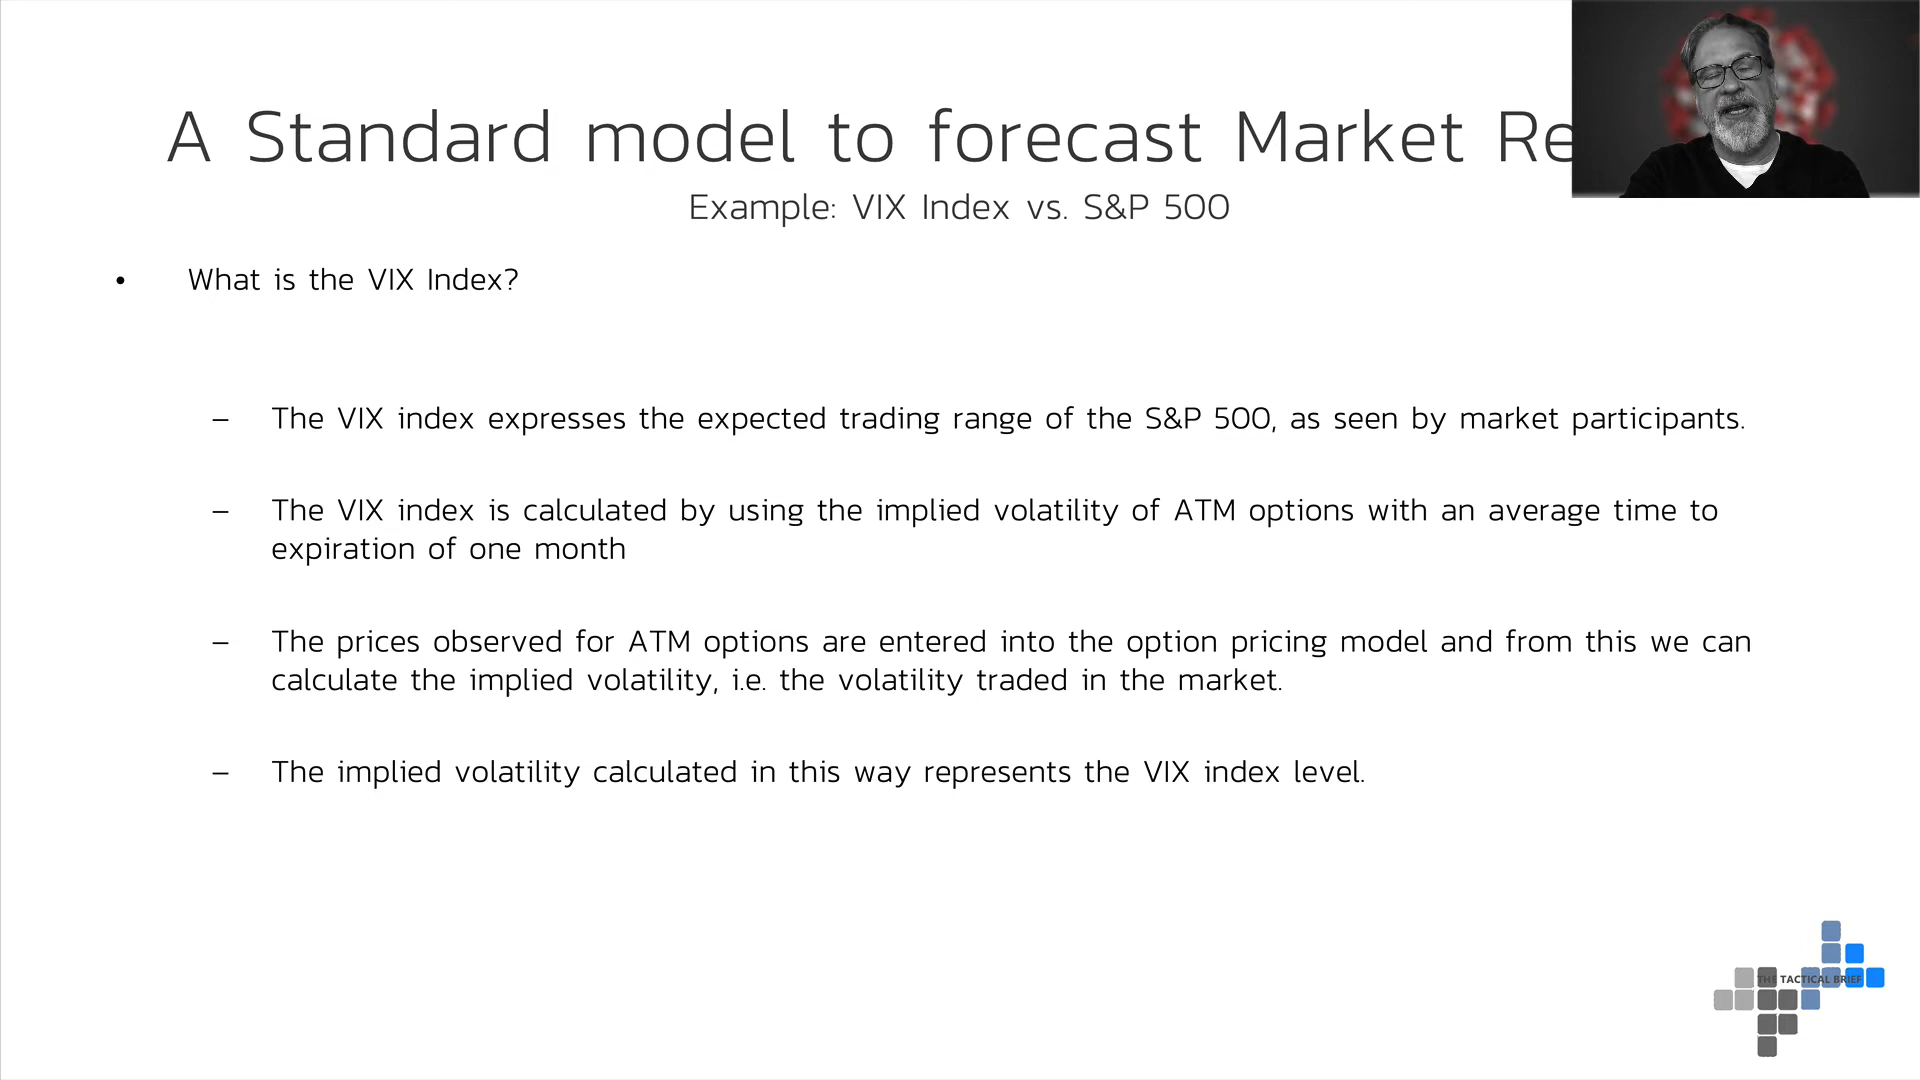 A Standard model to forecast Market Re
Example: VIX Index vs. S&P 500
• What is the VIX Index?
– The VIX index expresses the expected trading range of the S&P 500, as seen by market participants.
– The VIX index is calculated by using the implied volatility of ATM options with an average time to
expiration of one month
– The prices observed for ATM options are entered into the option pricing model and from this we can
calculate the implied volatility, i.e. the volatility traded in the market.
– The implied volatility calculated in this way represents the VIX index level.
THE TACTICAL BRIEF